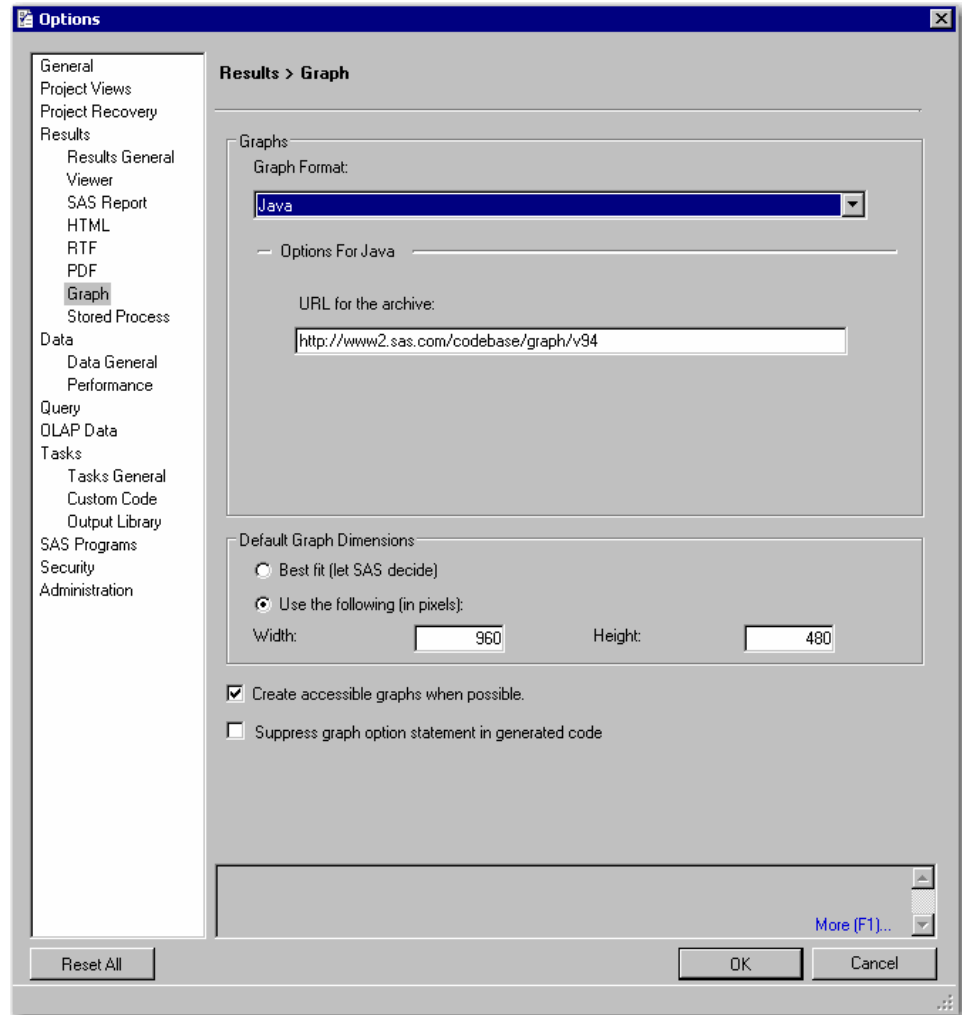 Options
General
Project Views
Project Recovery
Results
Results General
Viewer
SAS Report
HTML
RTF
PDF
Graph
Stored Process
Data
Data General
Performance
Query
OLAP Data
Tasks
Tasks General
Custom Code
Output Library
SAS Programs
Security
Administration
Results > Graph
Graphs
Graph Format:
Java
Options For Java
URL for the archive:
http://www2.sas.com/codebase/graph/v94
Default Graph Dimensions
Best fit (let SAS decide)
Use the following (in pixels):
Width: 960 Height: 480
Create accessible graphs when possible.
Suppress graph option statement in generated code
More (F1)...
Reset All OK Cancel